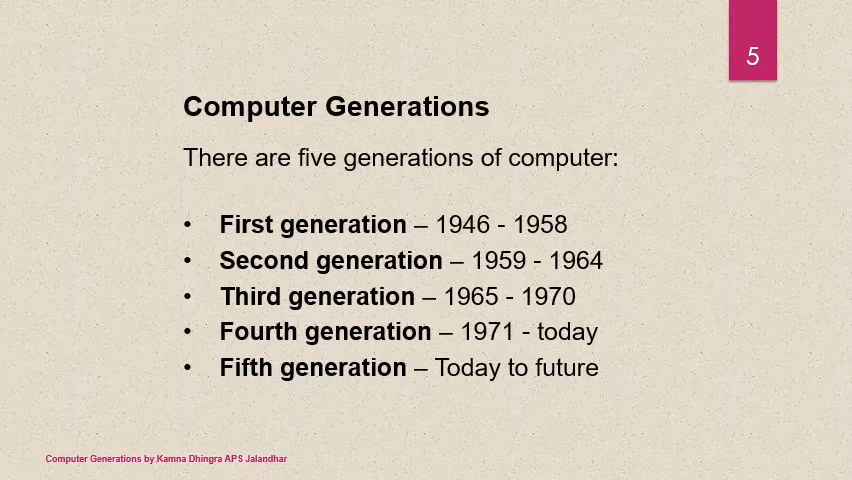 5
Computer Generations
There are five generations of computer:
• First generation – 1946 - 1958
• Second generation – 1959 - 1964
• Third generation – 1965 - 1970
• Fourth generation – 1971 - today
• Fifth generation – Today to future
Computer Generations by Kamna Dhingra APS Jalandhar